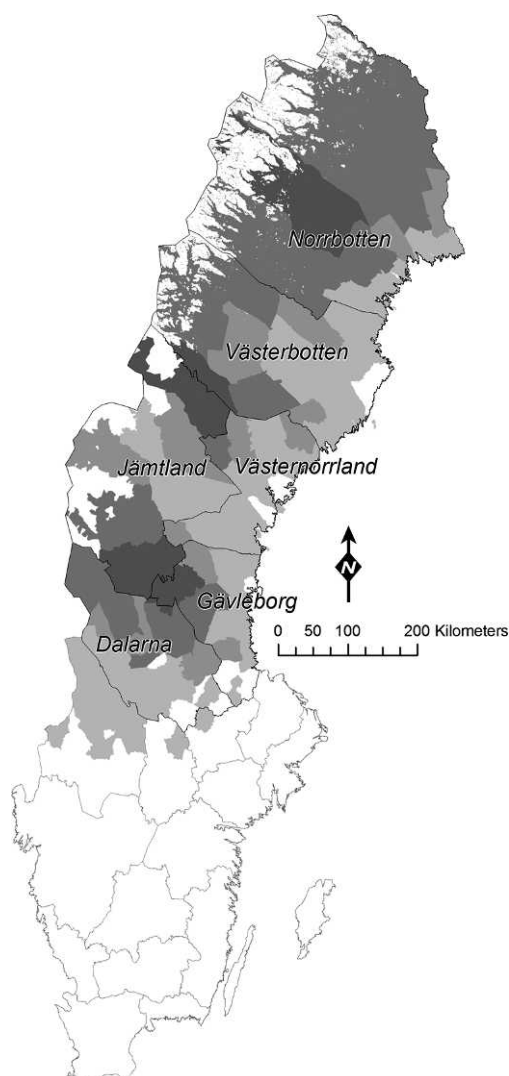 Norrbotten
Västerbotten
Jämtland
Västernorrland
N
Gävleborg
0 50 100 200 Kilometers
Dalarna